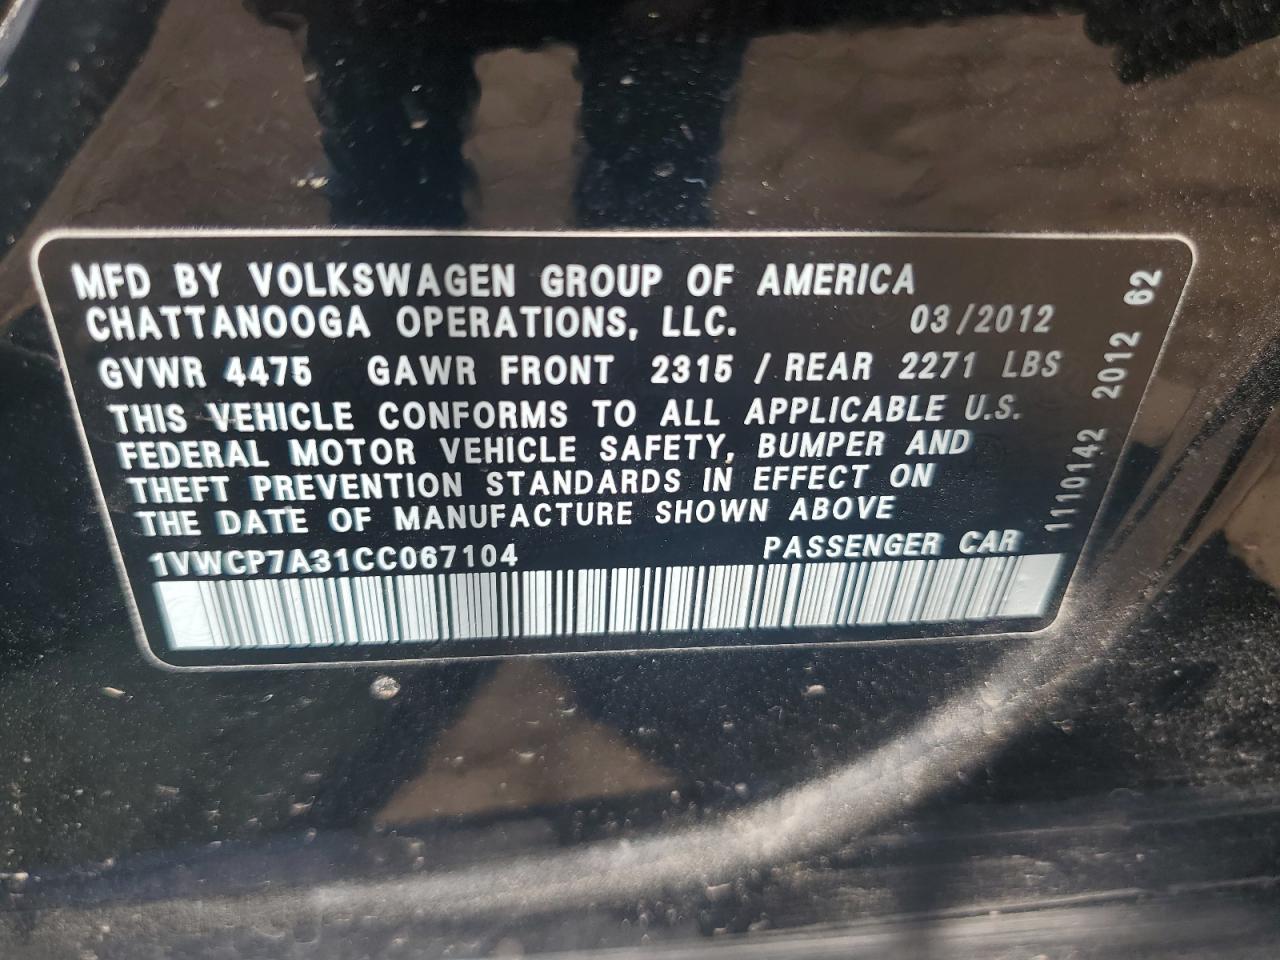 MFD BY VOLKSWAGEN GROUP OF AMERICA
CHATTANOOGA OPERATIONS, LLC. 03/2012
GVWR 4475 GAWR FRONT 2315 / REAR 2271 LBS
THIS VEHICLE CONFORMS TO ALL APPLICABLE U.S.
FEDERAL MOTOR VEHICLE SAFETY, BUMPER AND
THEFT PREVENTION STANDARDS IN EFFECT ON
THE DATE OF MANUFACTURE SHOWN ABOVE
1VWCP7A31CC067104 PASSENGER CAR
1110142 2012 62